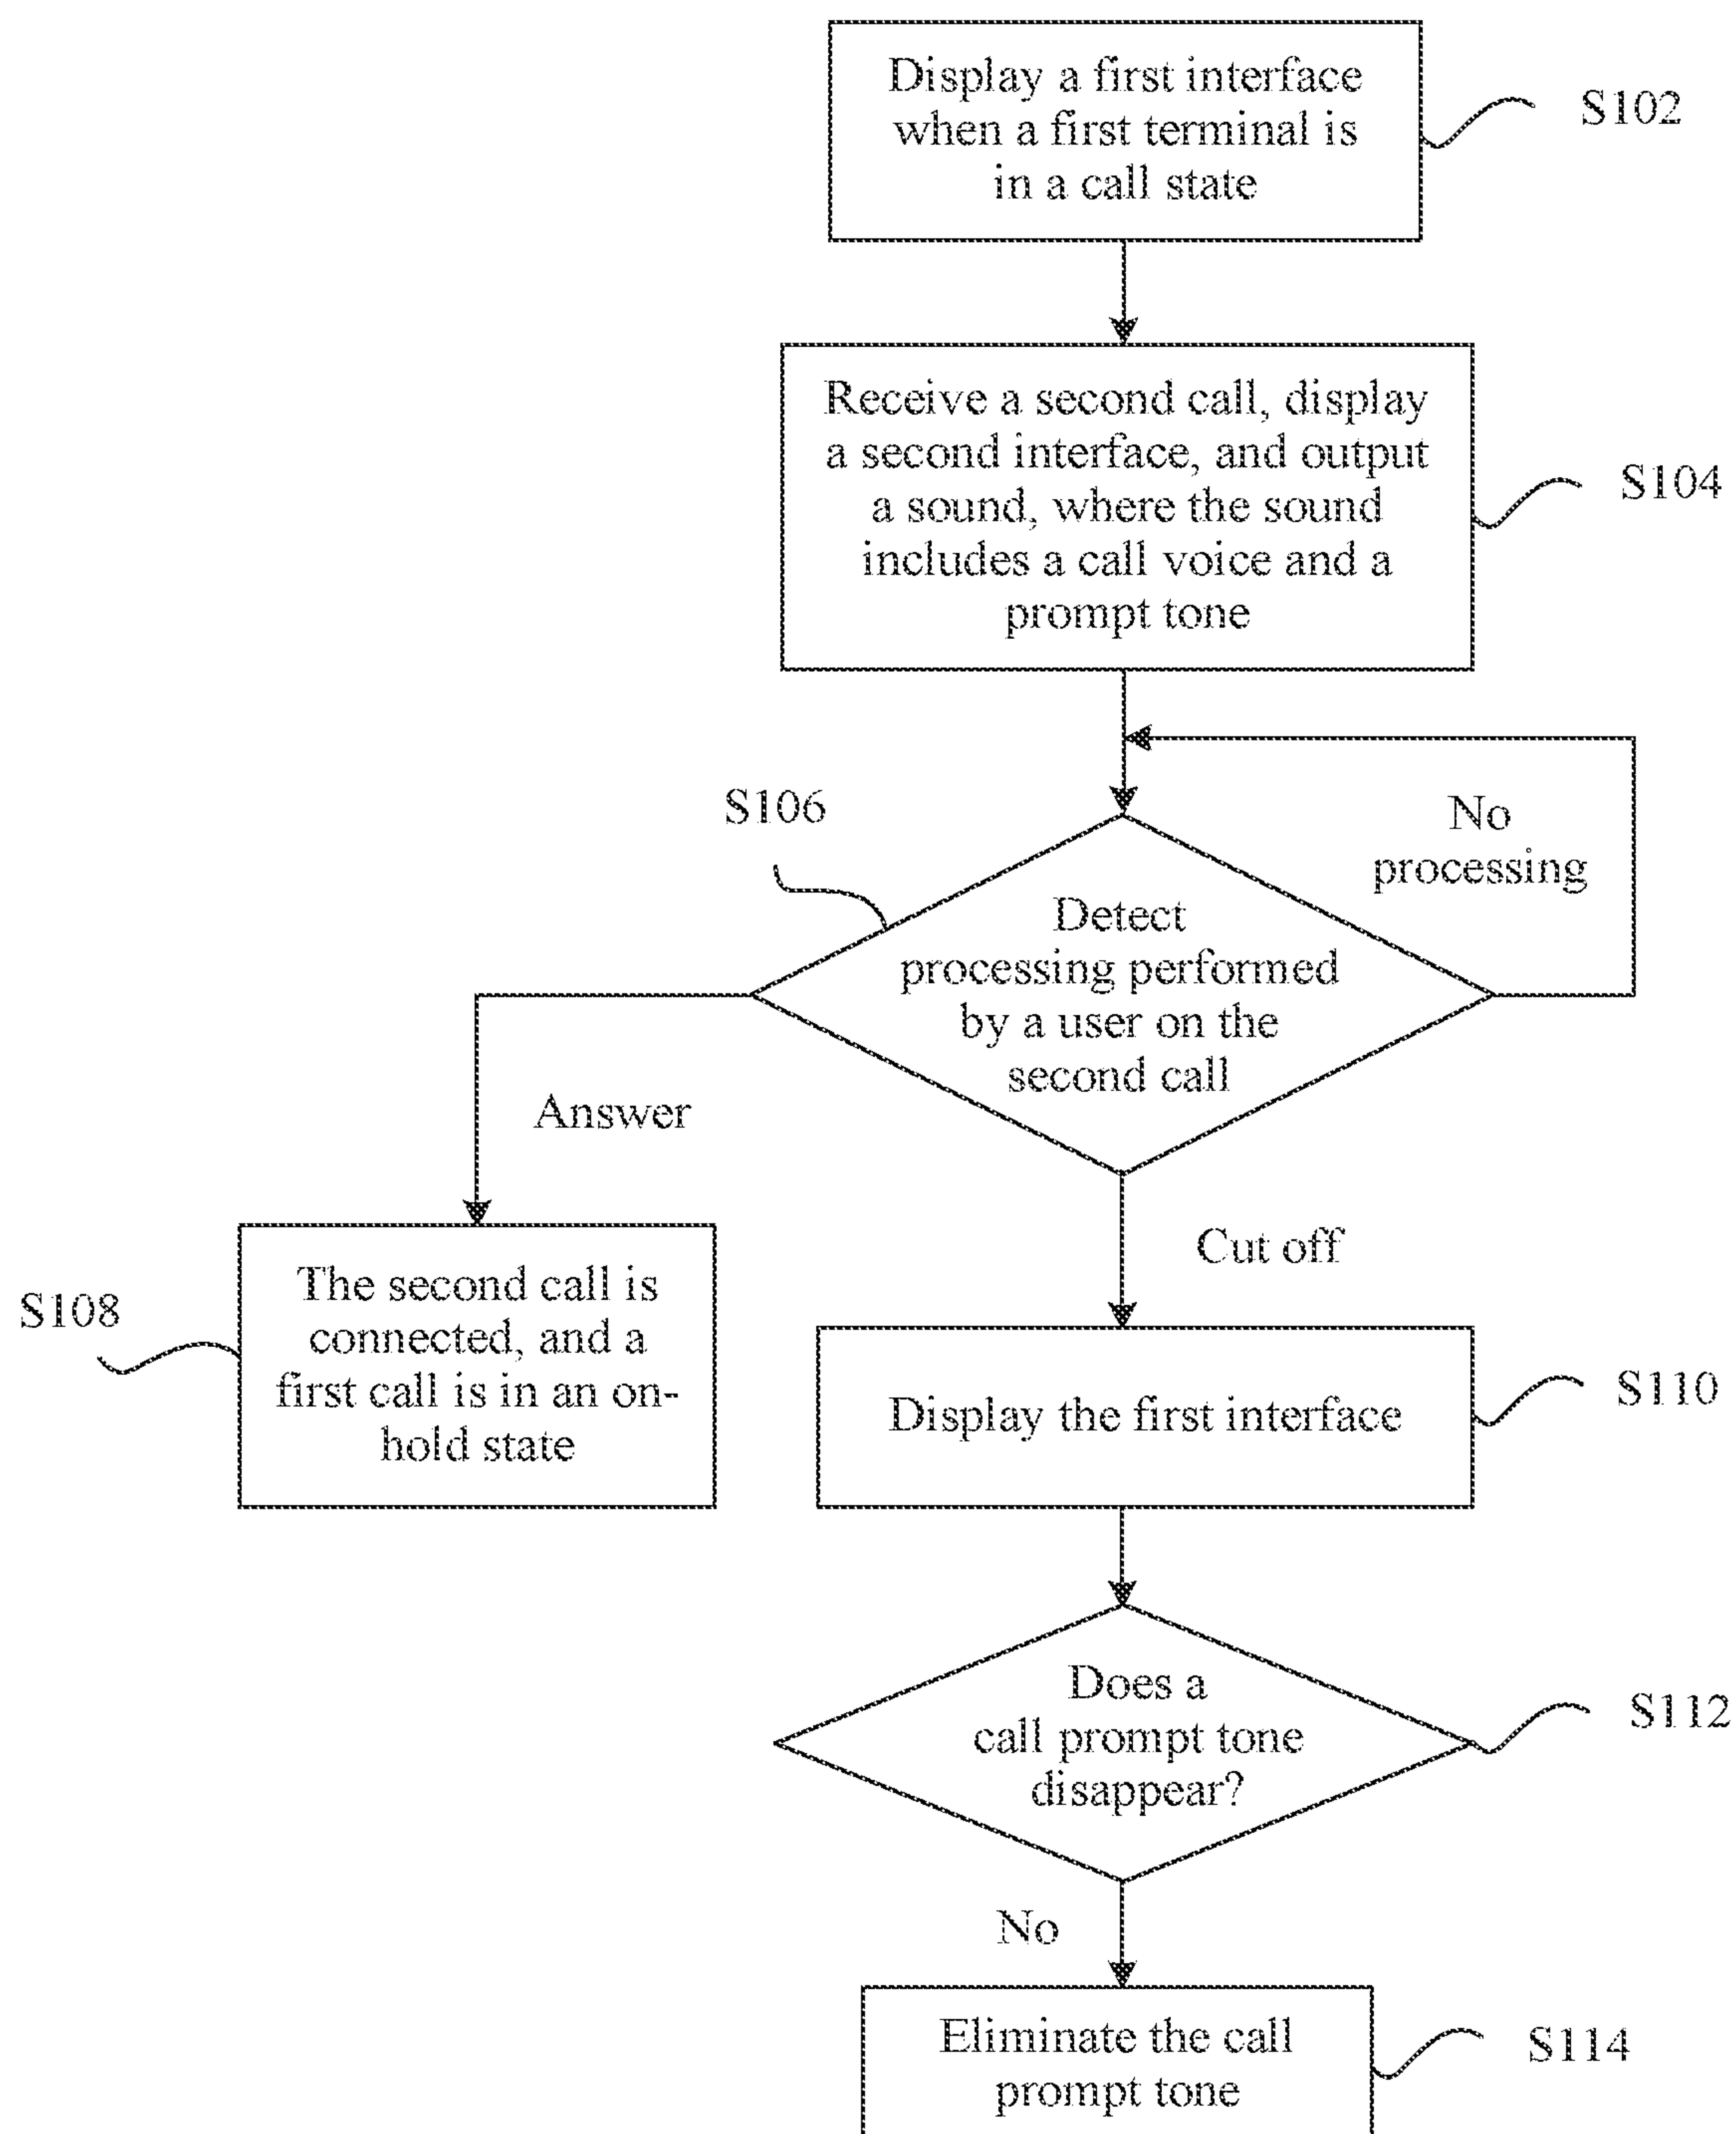 Display a first interface
when a first terminal is
in a call state
S102
Receive a second call, display
a second interface, and output
a sound, where the sound
includes a call voice and a
prompt tone
S104
S106
No
processing
Detect
processing performed
by a user on the
second call
Answer
Cut off
The second call is
connected, and a
first call is in an on-
hold state
S108
Display the first interface
S110
Does a
call prompt tone
disappear?
S112
No
Eliminate the call
prompt tone
S114